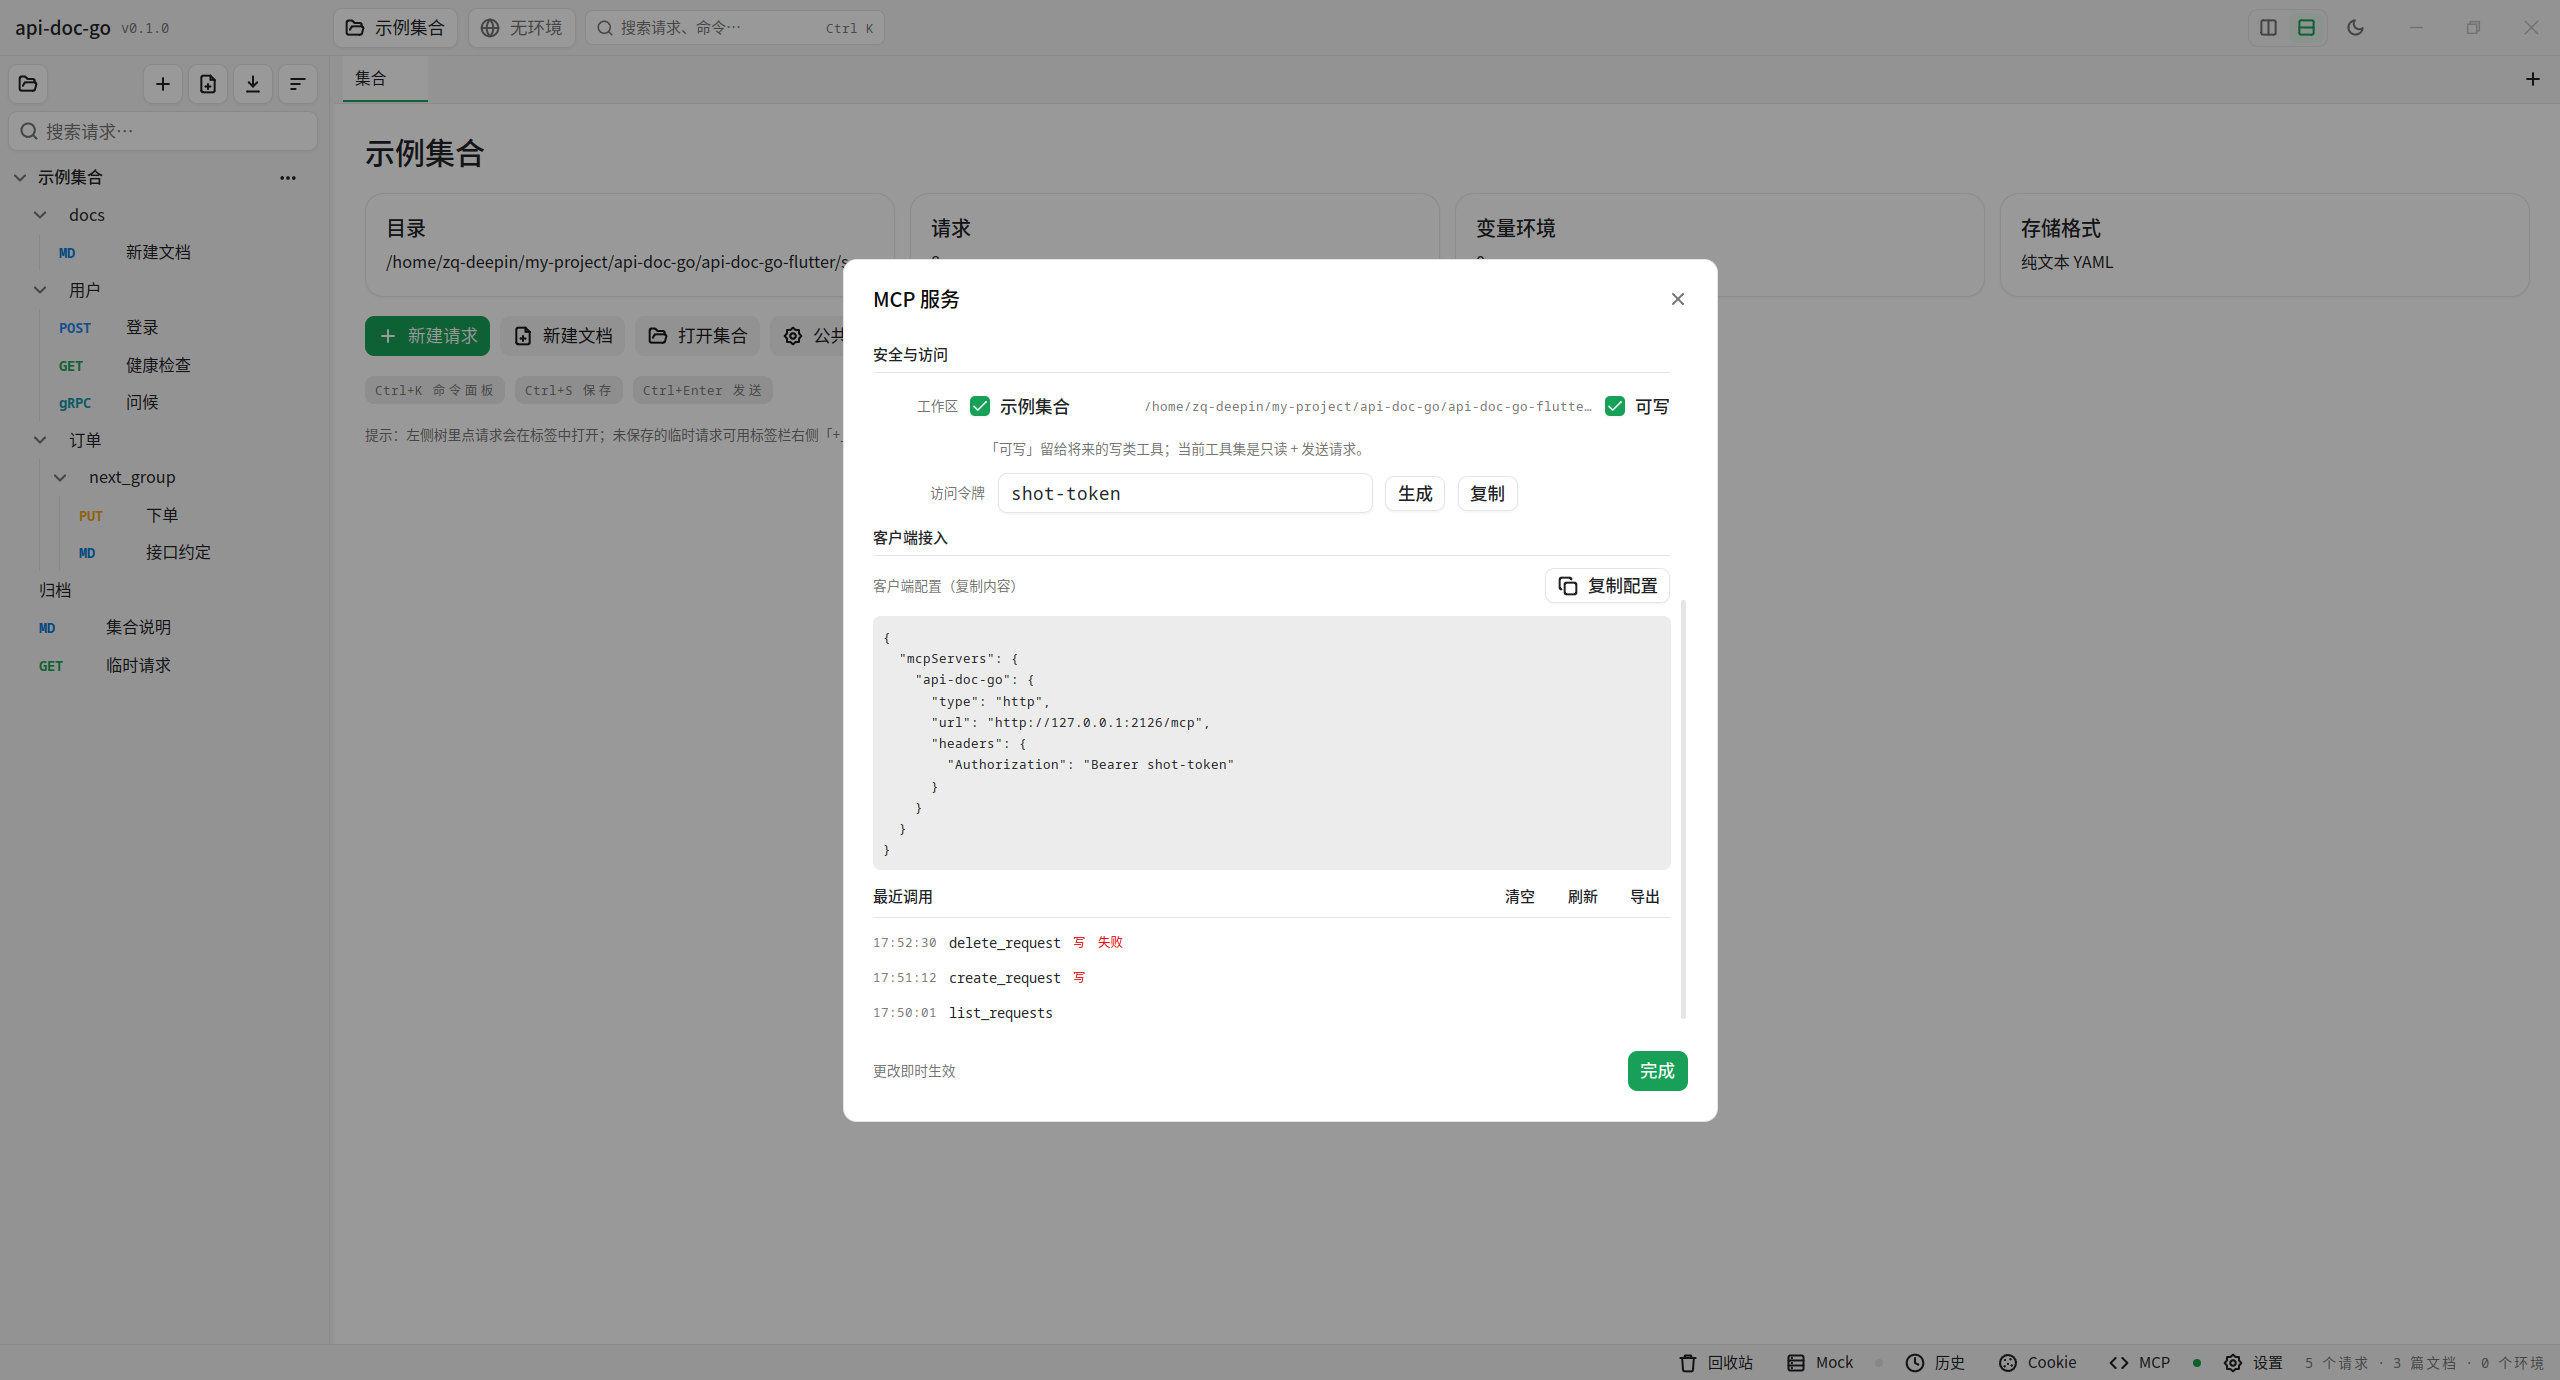 api-doc-go v0.1.0 示例集合 无环境 搜索请求、命令… Ctrl K
集合
搜索请求…
示例集合
docs
MD 新建文档
用户
POST 登录
GET 健康检查
gRPC 问候
订单
next_group
PUT 下单
MD 接口约定
归档
MD 集合说明
GET 临时请求
示例集合
目录
/home/zq-deepin/my-project/api-doc-go/api-doc-go-flutter/s
请求
变量环境
存储格式
纯文本 YAML
新建请求 新建文档 打开集合 公共
Ctrl+K 命令面板 Ctrl+S 保存 Ctrl+Enter 发送
提示：左侧树里点请求会在标签中打开；未保存的临时请求可用标签栏右侧「+」
MCP 服务
安全与访问
工作区 示例集合 /home/zq-deepin/my-project/api-doc-go/api-doc-go-flutte… 可写
「可写」留给将来的写类工具；当前工具集是只读 + 发送请求。
访问令牌 shot-token 生成 复制
客户端接入
客户端配置（复制内容） 复制配置
{
"mcpServers": {
"api-doc-go": {
"type": "http",
"url": "http://127.0.0.1:2126/mcp",
"headers": {
"Authorization": "Bearer shot-token"
}
}
}
}
最近调用 清空 刷新 导出
17:52:30 delete_request 写 失败
17:51:12 create_request 写
17:50:01 list_requests
更改即时生效 完成
回收站 Mock 历史 Cookie MCP 设置 5 个请求 · 3 篇文档 · 0 个环境